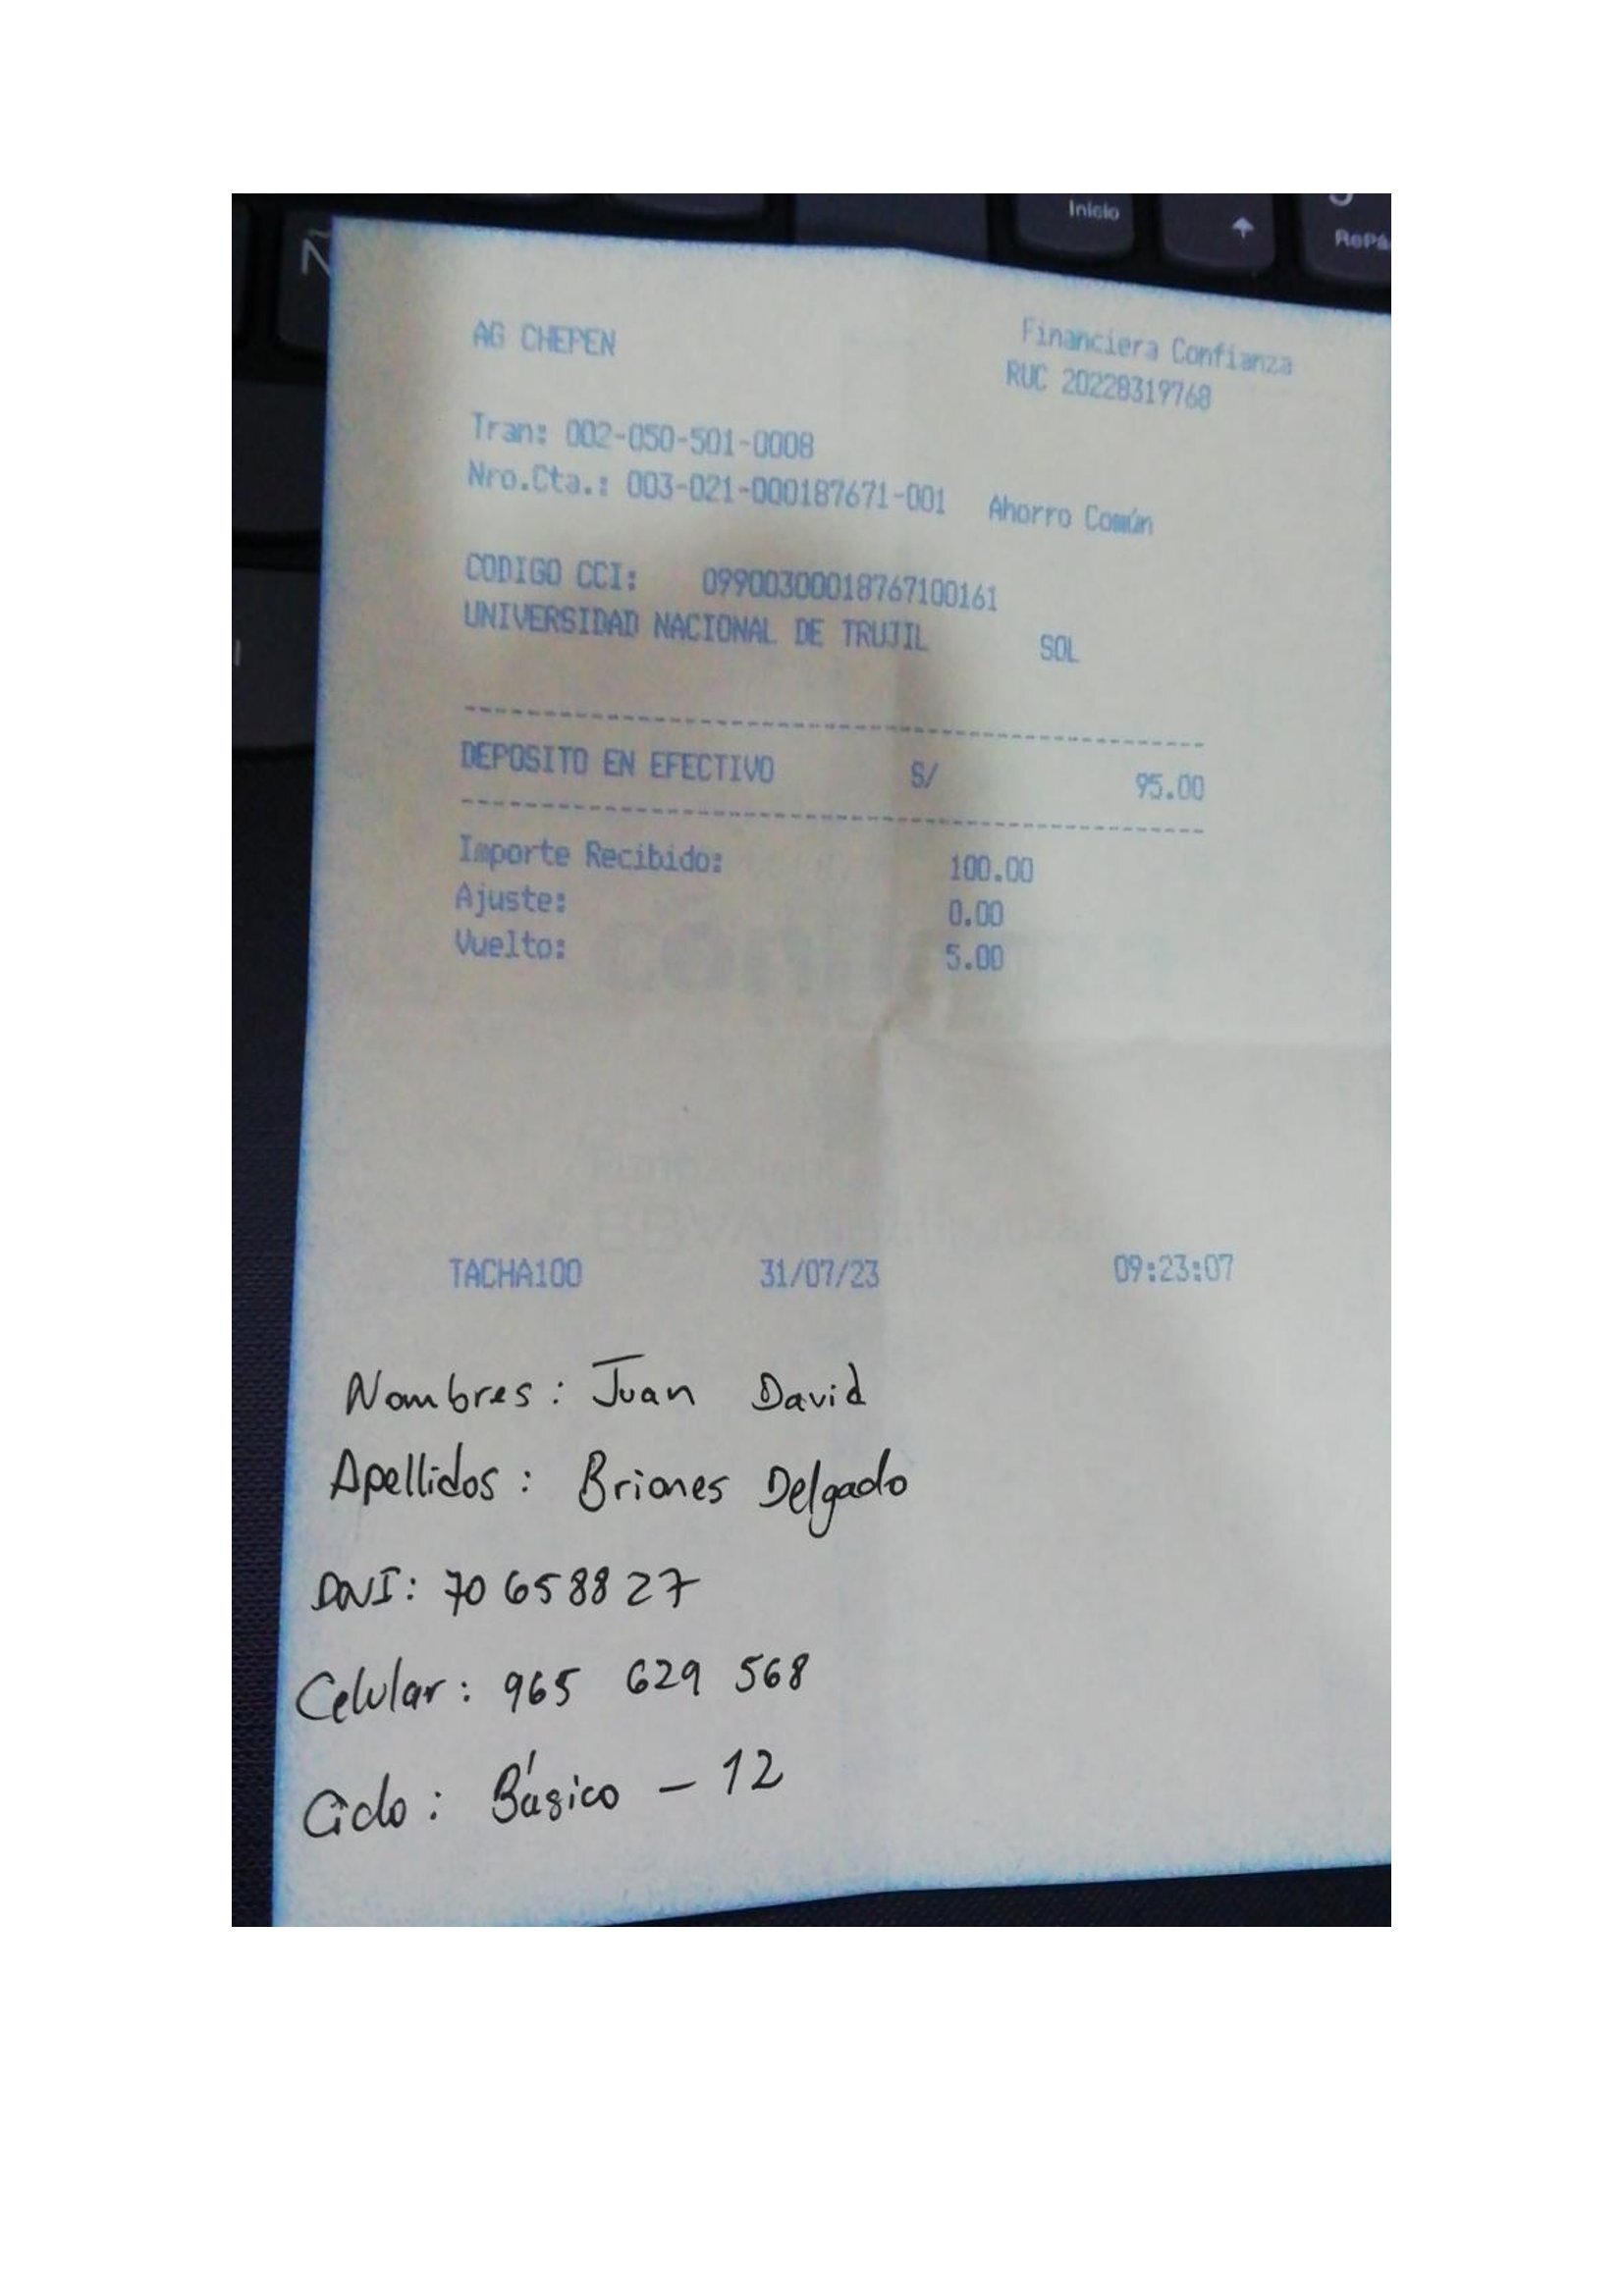 Inicio
Ñ
AG CHEPEN
Financiera Confianza
RUC 20228319768
Tran: 002-050-501-0008
Nro.Cta.: 003-021-000187671-001 Ahorro Común
CODIGO CCI: 09900300018767100161
UNIVERSIDAD NACIONAL DE TRUJIL SOL
DEPOSITO EN EFECTIVO S/ 95.00
Importe Recibido: 100.00
Ajuste: 0.00
Vuelto: 5.00
TACHA100 31/07/23 09:23:07
Nombres: Juan David
Apellidos: Briones Delgado
DNI: 70658827
Celular: 965 629 568
Ciclo: Básico - 12